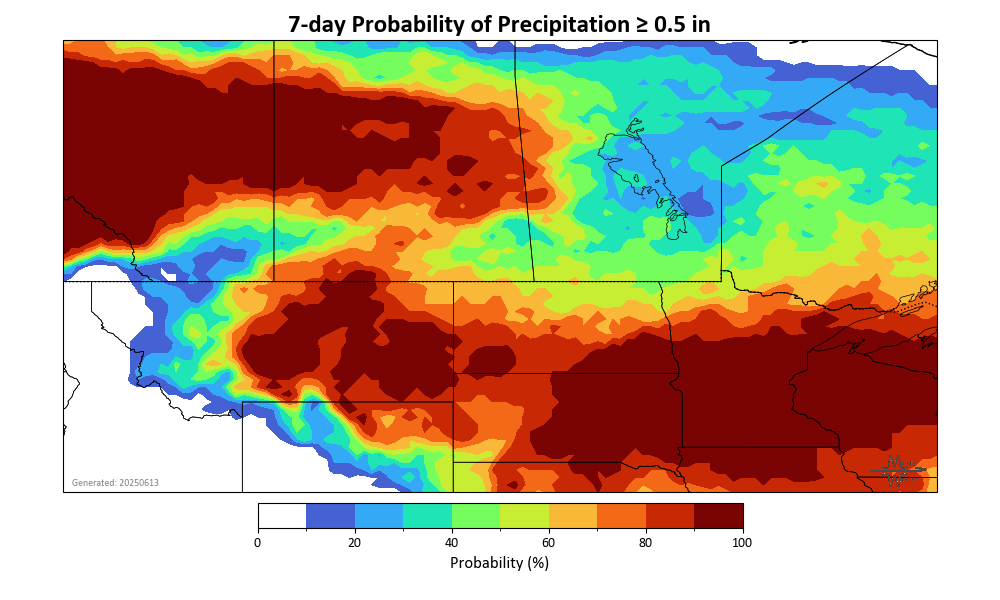 7-day Probability of Precipitation ≥ 0.5 in
Generated: 20250613
0 20 40 60 80 100
Probability (%)